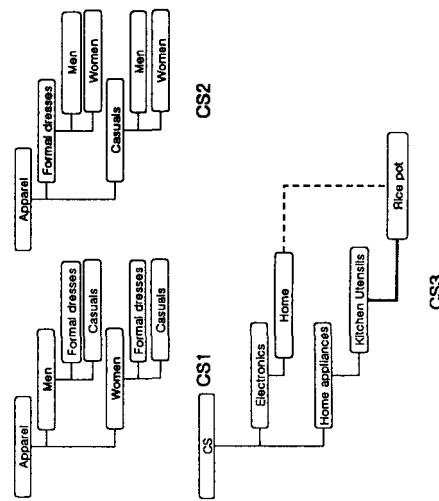 Apparel
Men
Formal dresses
Casuals
Women
Formal dresses
Casuals
CS1
Apparel
Formal dresses
Men
Women
Casuals
Men
Women
CS2
CS
Electronics
Home
Home appliances
Kitchen Utensils
Rice pot
CS3